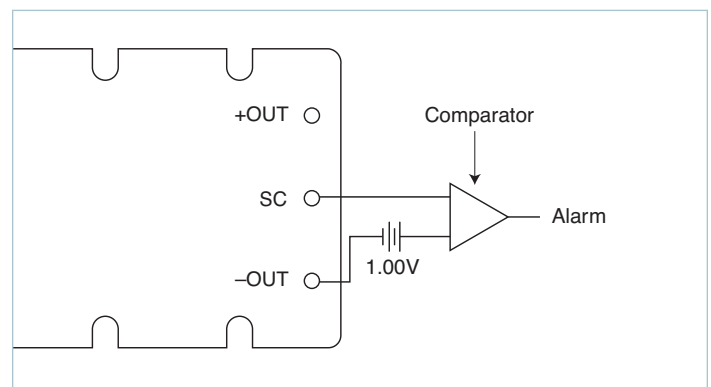 +OUT
Comparator
SC
Alarm
1.00V
–OUT